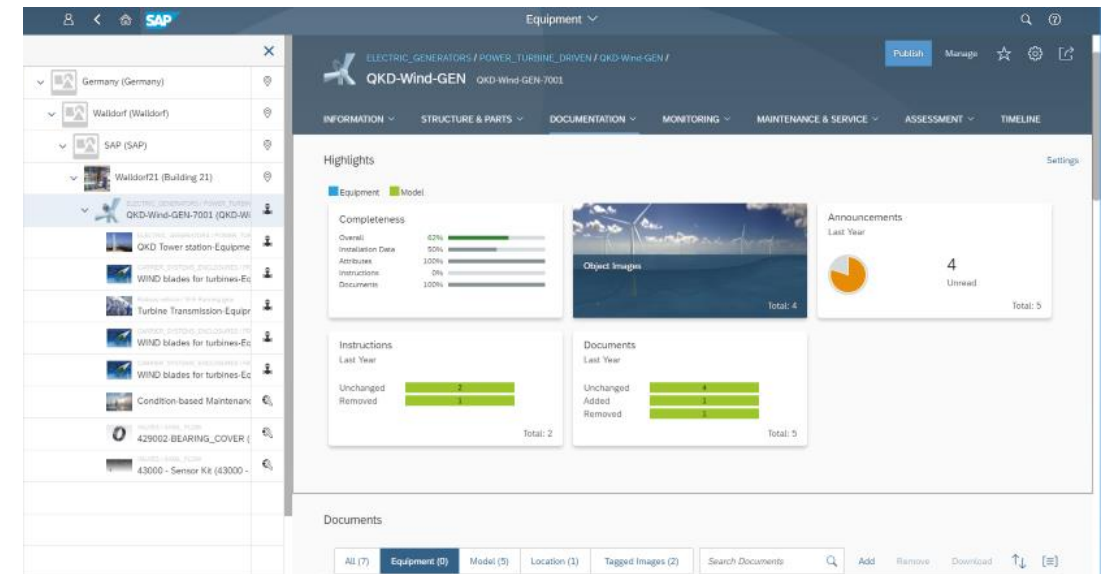 SAP
Equipment
Germany (Germany)
Walldorf (Walldorf)
SAP (SAP)
Walldorf21 (Building 21)
QKD-Wind-GEN-7001 (QKD-Wi
QKD Tower station-Equipme
WIND blades for turbines-Ec
Turbine Transmission-Equipr
WIND blades for turbines-Ec
WIND blades for turbines-Ec
Condition-based Maintenanc
429002-BEARING_COVER (
43000 - Sensor Kit (43000 -
ELECTRIC_GENERATORS / POWER_TURBINE_DRIVEN / QKD-Wind-GEN /
QKD-Wind-GEN QKD-Wind-GEN-7001
Publish Manage
INFORMATION STRUCTURE & PARTS DOCUMENTATION MONITORING MAINTENANCE & SERVICE ASSESSMENT TIMELINE
Highlights
Settings
Equipment Model
Completeness
Overall 62%
Installation Data 50%
Attributes 100%
Instructions 0%
Documents 100%
Object Images
Total: 4
Announcements
Last Year
4
Unread
Total: 5
Instructions
Last Year
Unchanged 2
Removed 1
Total: 2
Documents
Last Year
Unchanged 4
Added 1
Removed 1
Total: 5
Documents
All (7) Equipment (0) Model (5) Location (1) Tagged Images (2) Search Documents Add Remove Download